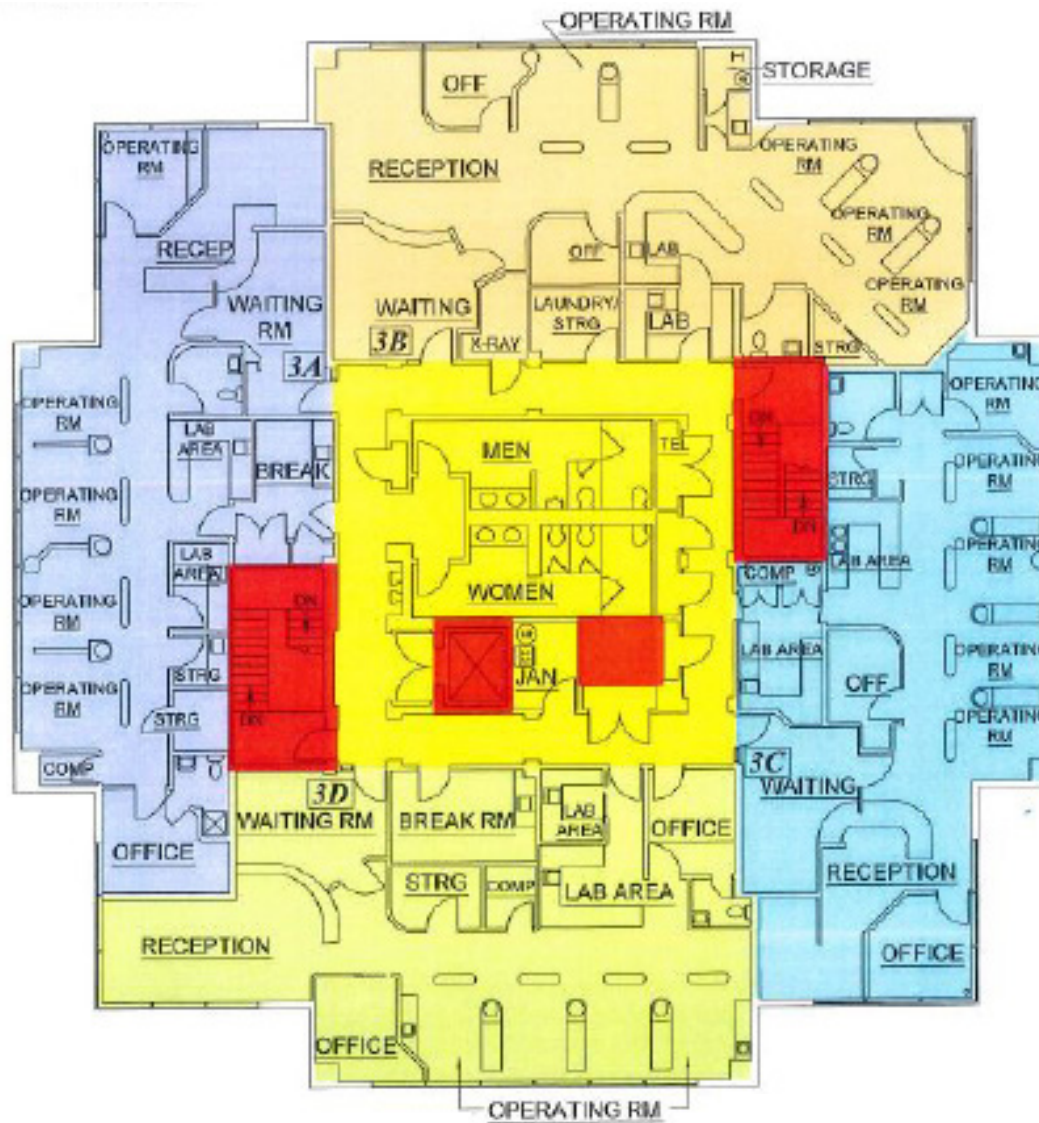 OPERATING RM
OFF
STORAGE
RECEPTION
OPERATING
RM
OPERATING
RM
OPERATING
RM
OFF
LAB
WAITING
3B
X-RAY
LAUNDRY/
STRG
LAB
STRG
OPERATING
RM
RECEP
WAITING
RM
3A
OPERATING
RM
LAB
AREA
BREAK
OPERATING
RM
LAB
AREA
OPERATING
RM
STRG
OPERATING
RM
STRG
COMP
OFFICE
DN
DN
MEN
TEL
WOMEN
JAN
DN
DN
OPERATING
RM
STRG
OPERATING
RM
LAB AREA
OPERATING
RM
COMP
LAB AREA
OPERATING
RM
OFF
OPERATING
RM
3C
WAITING
RECEPTION
OFFICE
3D
WAITING RM
BREAK RM
LAB
AREA
OFFICE
STRG
COMP
LAB AREA
RECEPTION
OFFICE
OPERATING RM